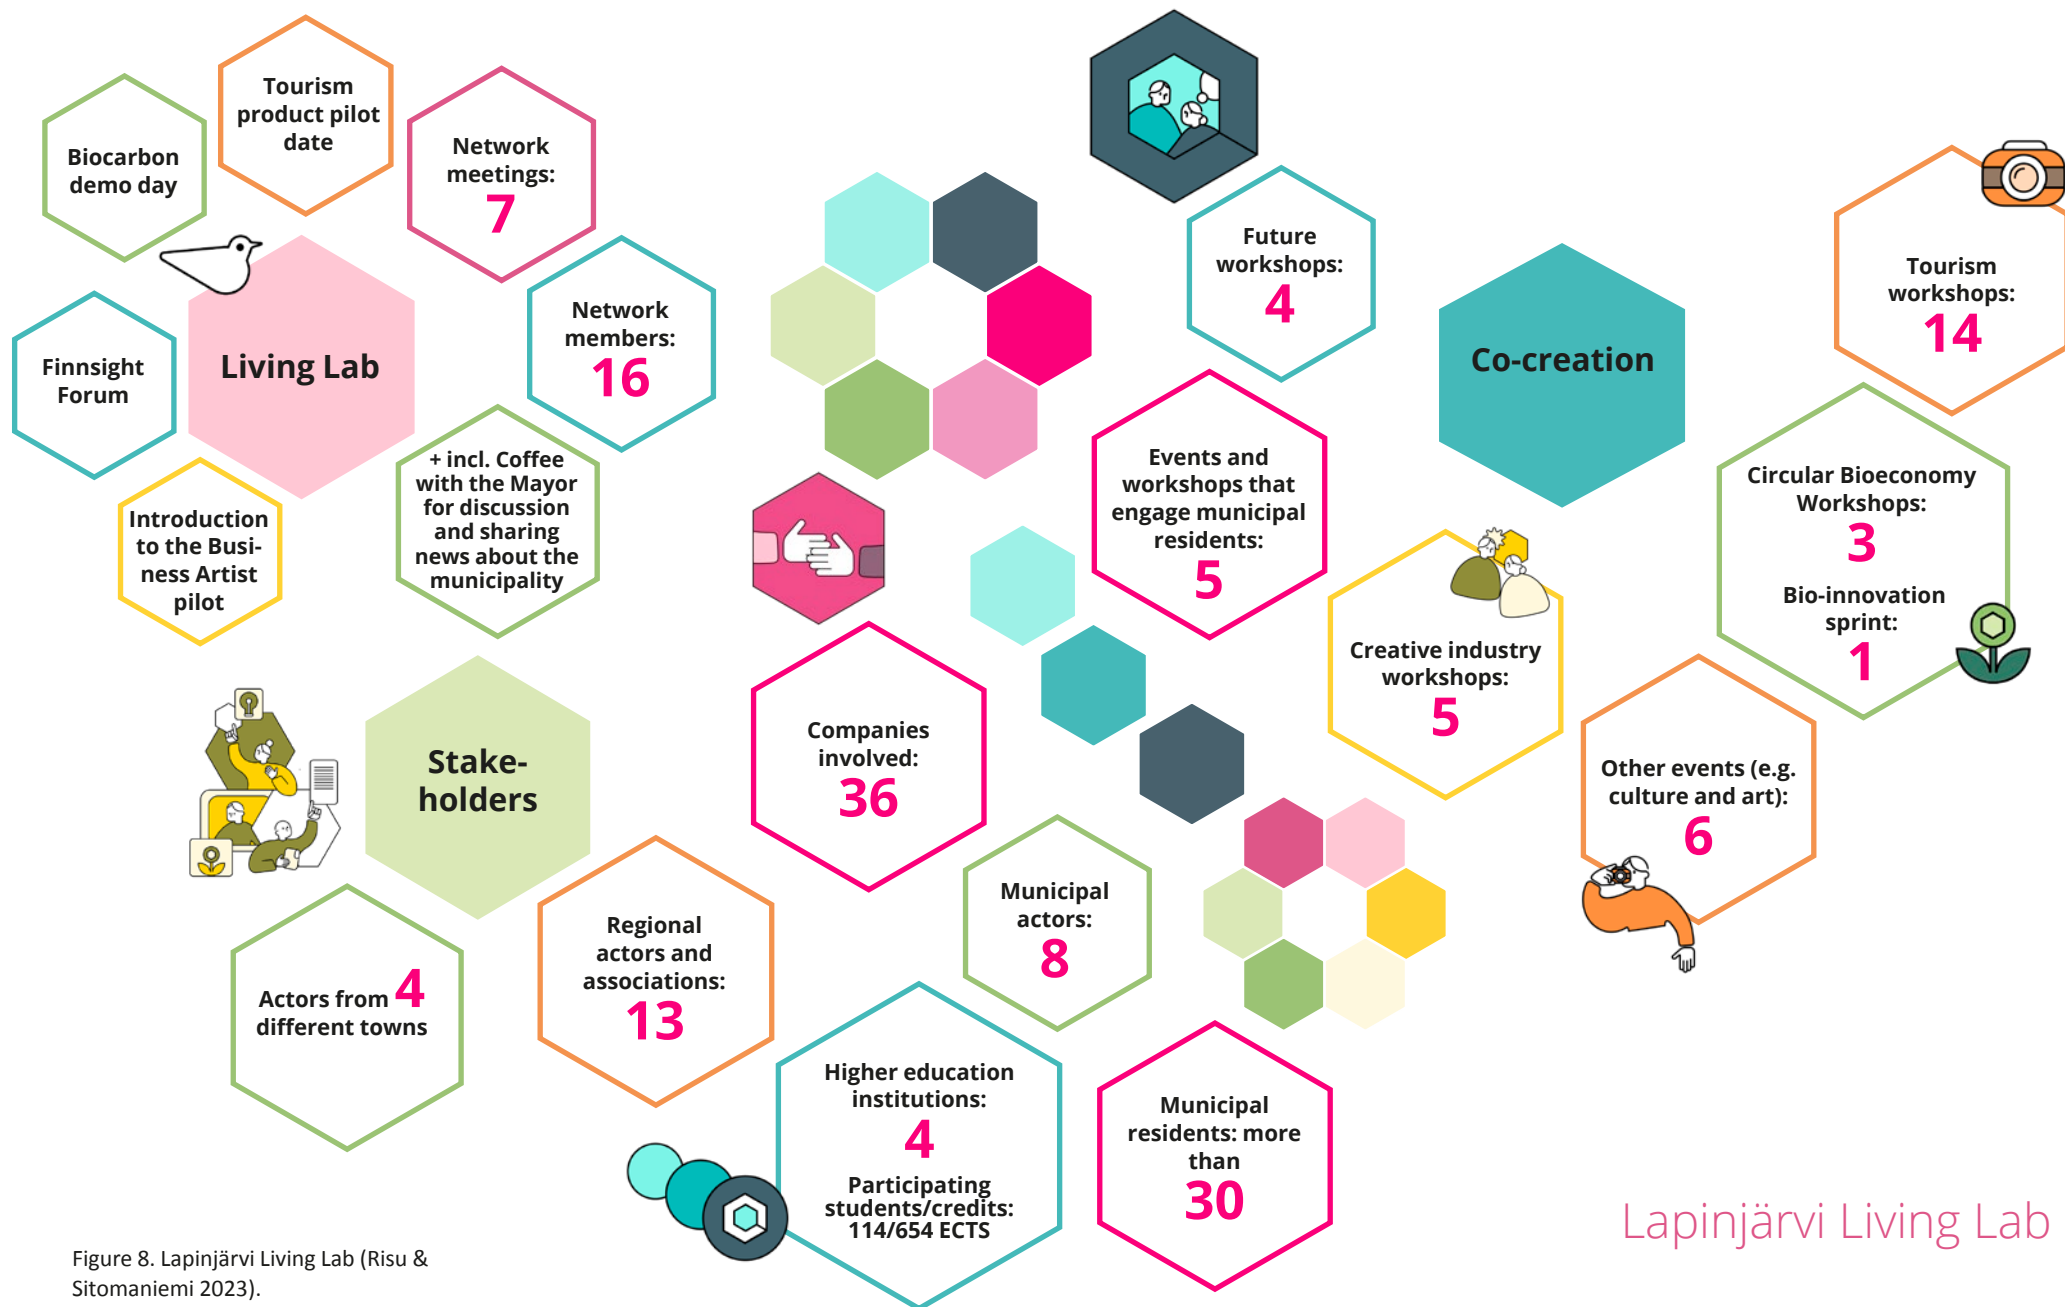 Biocarbon
demo day
Tourism
product pilot
date
Network
meetings:
7
Network
members:
16
Living Lab
Finnsight
Forum
Introduction
to the Busi-
ness Artist
pilot
+ incl. Coffee
with the Mayor
for discussion
and sharing
news about the
municipality
Future
workshops:
4
Co-creation
Tourism
workshops:
14
Events and
workshops that
engage municipal
residents:
5
Circular Bioeconomy
Workshops:
3
Bio-innovation
sprint:
1
Creative industry
workshops:
5
Other events (e.g.
culture and art):
6
Stake-
holders
Companies
involved:
36
Municipal
actors:
8
Regional
actors and
associations:
13
Actors from 4
different towns
Higher education
institutions:
4
Participating
students/credits:
114/654 ECTS
Municipal
residents: more
than
30
Lapinjärvi Living Lab
Figure 8. Lapinjärvi Living Lab (Risu &
Sitomaniemi 2023).